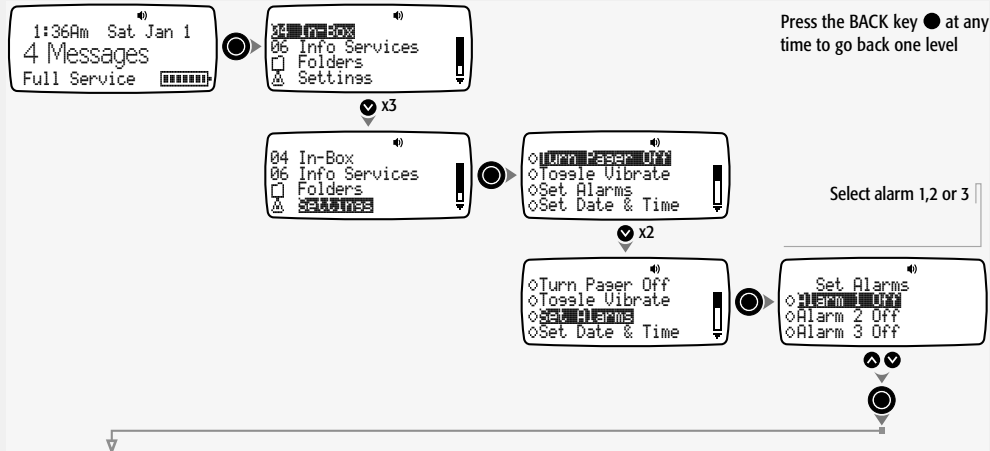 1:36Am Sat Jan 1
4 Messages
Full Service
04 In-Box
06 Info Services
Folders
Settings
Press the BACK key ● at any
time to go back one level
x3
04 In-Box
06 Info Services
Folders
Settings
Turn Pager Off
Toggle Vibrate
Set Alarms
Set Date & Time
Select alarm 1,2 or 3
x2
Turn Pager Off
Toggle Vibrate
Set Alarms
Set Date & Time
Set Alarms
Alarm 1 Off
Alarm 2 Off
Alarm 3 Off